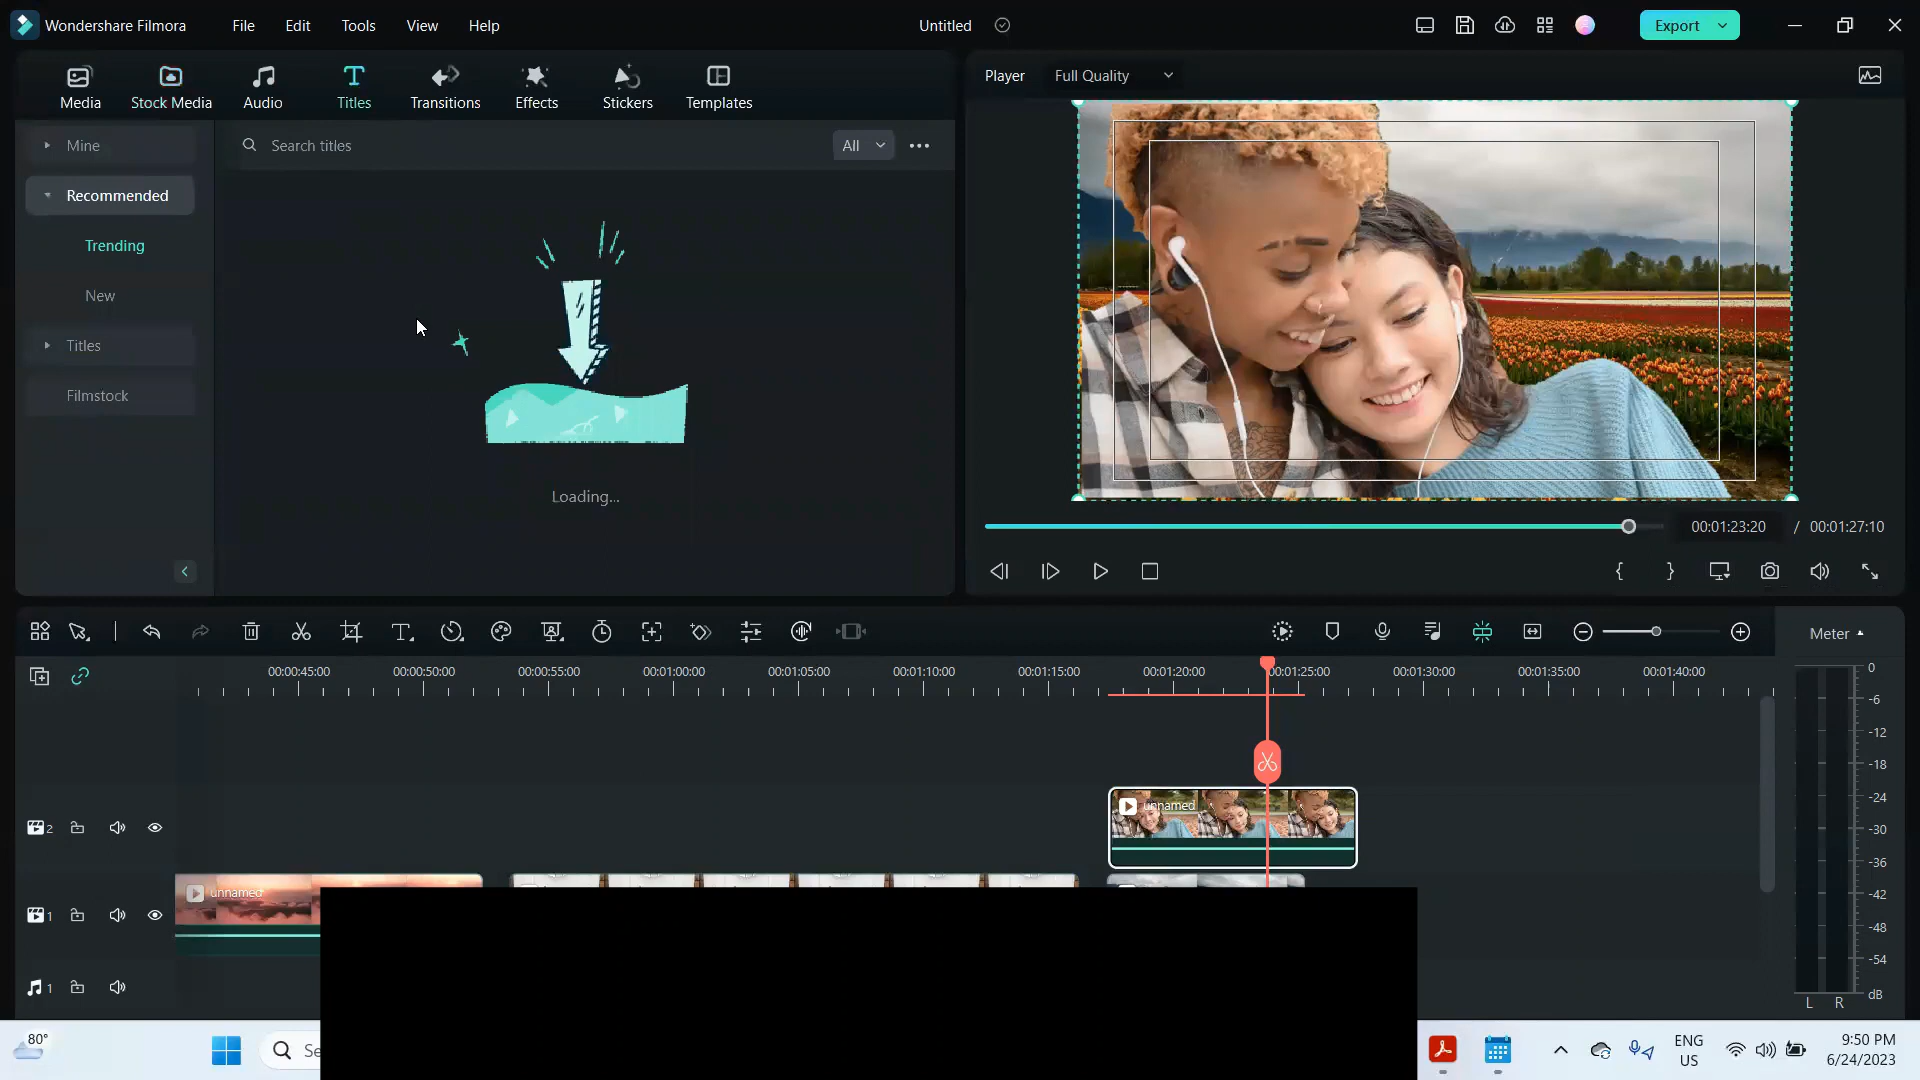 Wondershare Filmora File Edit Tools View Help Untitled Export
Media Stock Media Audio Titles Transitions Effects Stickers Templates
Player Full Quality
Mine
Recommended
Trending
New
Titles
Filmstock
Search titles All
Loading...
00:01:23:20 / 00:01:27:10
Meter
00:00:45:00 00:00:50:00 00:00:55:00 00:01:00:00 00:01:05:00 00:01:10:00 00:01:15:00 00:01:20:00 00:01:25:00 00:01:30:00 00:01:35:00 00:01:40:00
0
-6
-12
-18
-24
-30
-36
-42
-48
-54
dB
L R
2
unnamed
1
unnamed
1
80°
Se
ENG
US
9:50 PM
6/24/2023